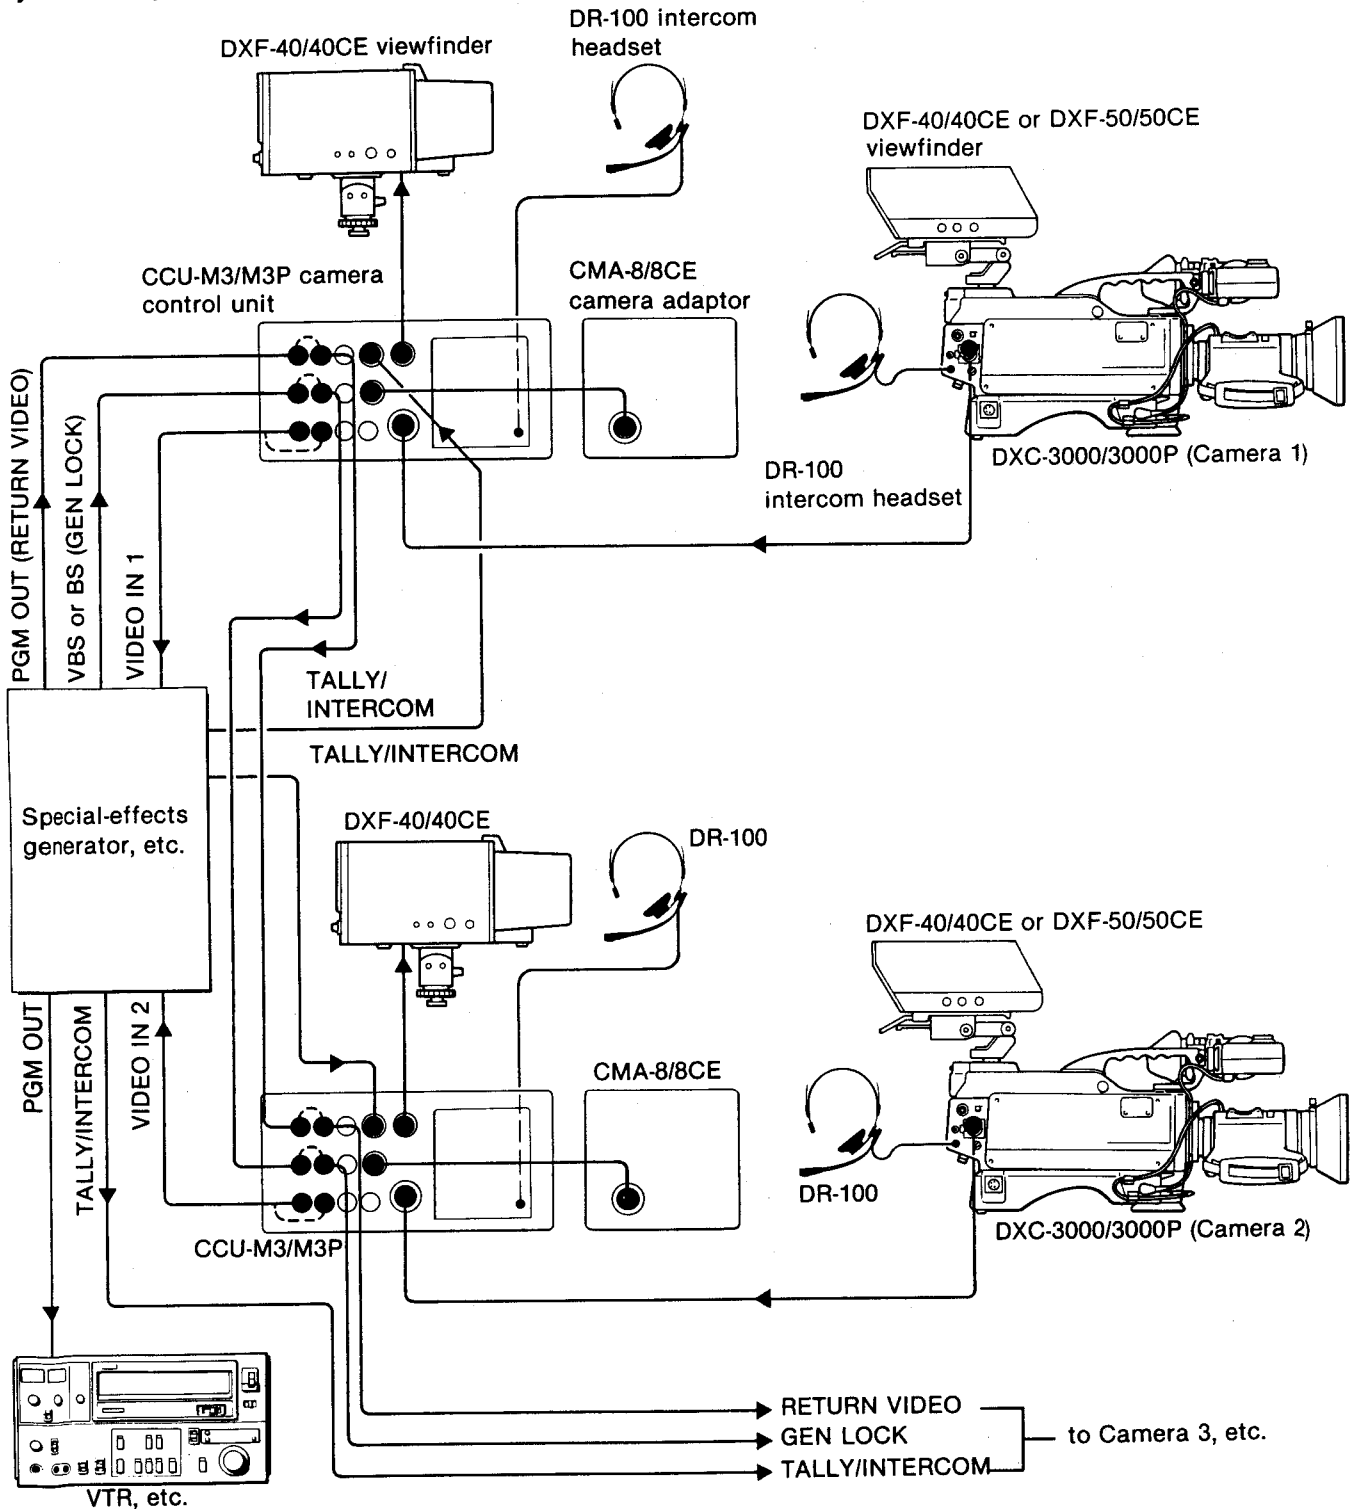 DR-100 intercom
headset
DXF-40/40CE viewfinder
DXF-40/40CE or DXF-50/50CE
viewfinder
CCU-M3/M3P camera
control unit
CMA-8/8CE
camera adaptor
DXC-3000/3000P (Camera 1)
DR-100
intercom headset
PGM OUT (RETURN VIDEO)
VBS or BS (GEN LOCK)
VIDEO IN 1
TALLY/
INTERCOM
TALLY/INTERCOM
Special-effects
generator, etc.
DXF-40/40CE
DR-100
DXF-40/40CE or DXF-50/50CE
PGM OUT
TALLY/INTERCOM
VIDEO IN 2
CMA-8/8CE
DR-100
CCU-M3/M3P
DXC-3000/3000P (Camera 2)
RETURN VIDEO
GEN LOCK
TALLY/INTERCOM
to Camera 3, etc.
VTR, etc.